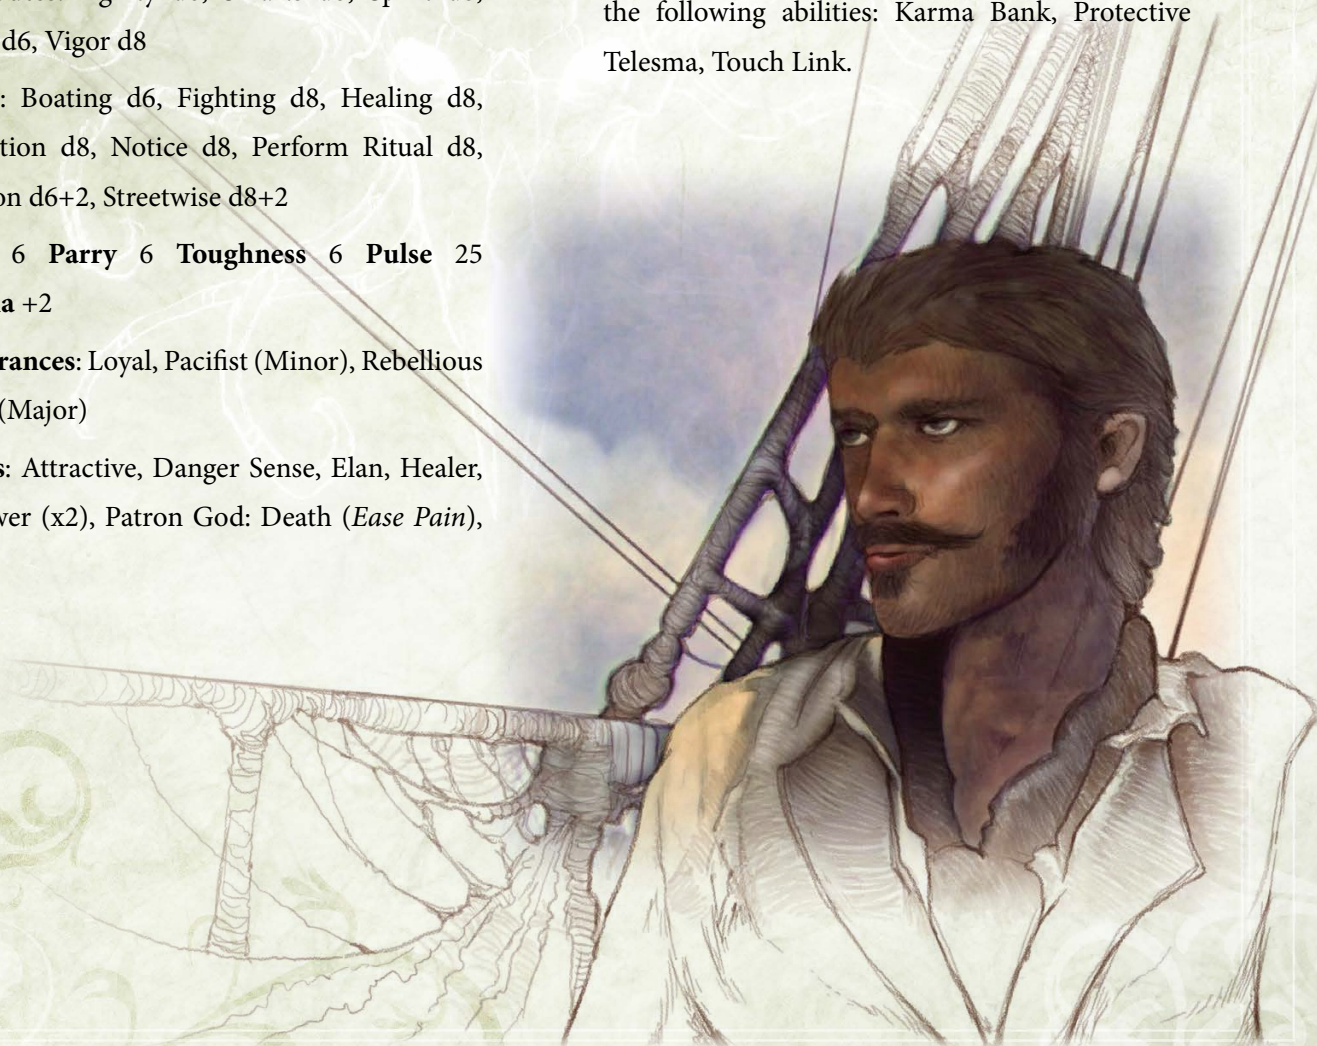 d6, Vigor d8
: Boating d6, Fighting d8, Healing d8,
tion d8, Notice d8, Perform Ritual d8,
on d6+2, Streetwise d8+2
6 Parry 6 Toughness 6 Pulse 25
a +2
rances: Loyal, Pacifist (Minor), Rebellious
(Major)
s: Attractive, Danger Sense, Elan, Healer,
wer (x2), Patron God: Death (Ease Pain),
the following abilities: Karma Bank, Protective
Telesma, Touch Link.